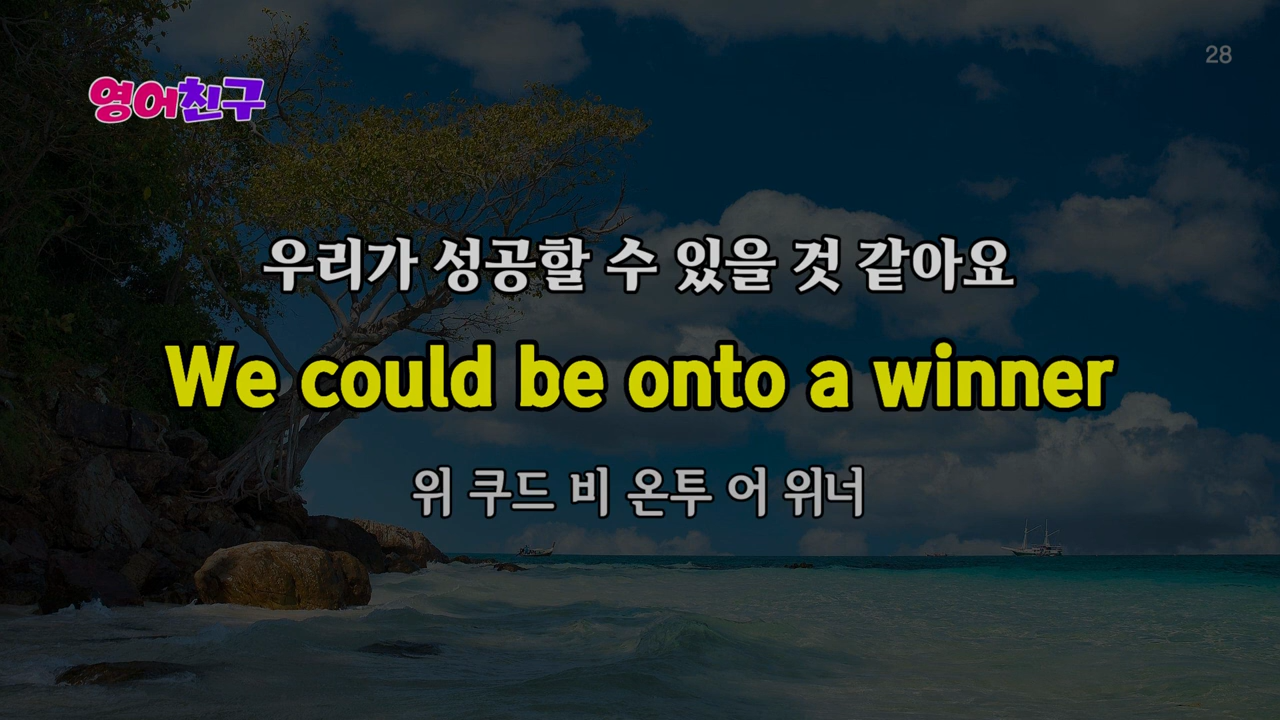 28
영어친구
우리가 성공할 수 있을 것 같아요
We could be onto a winner
위 쿠드 비 온투 어 위너